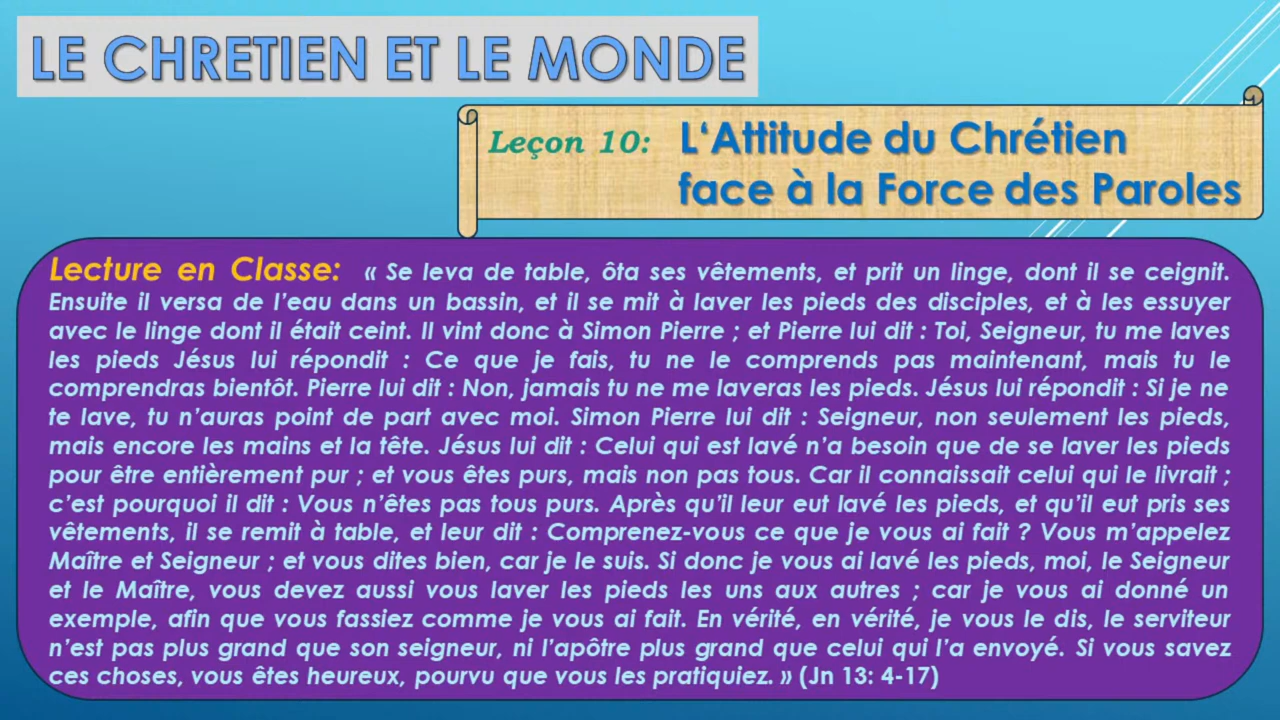 LE CHRETIEN ET LE MONDE
Leçon 10: L‘Attitude du Chrétien
face à la Force des Paroles
Lecture en Classe: « Se leva de table, ôta ses vêtements, et prit un linge, dont il se ceignit.
Ensuite il versa de l’eau dans un bassin, et il se mit à laver les pieds des disciples, et à les essuyer
avec le linge dont il était ceint. Il vint donc à Simon Pierre ; et Pierre lui dit : Toi, Seigneur, tu me laves
les pieds Jésus lui répondit : Ce que je fais, tu ne le comprends pas maintenant, mais tu le
comprendras bientôt. Pierre lui dit : Non, jamais tu ne me laveras les pieds. Jésus lui répondit : Si je ne
te lave, tu n’auras point de part avec moi. Simon Pierre lui dit : Seigneur, non seulement les pieds,
mais encore les mains et la tête. Jésus lui dit : Celui qui est lavé n’a besoin que de se laver les pieds
pour être entièrement pur ; et vous êtes purs, mais non pas tous. Car il connaissait celui qui le livrait ;
c’est pourquoi il dit : Vous n’êtes pas tous purs. Après qu’il leur eut lavé les pieds, et qu’il eut pris ses
vêtements, il se remit à table, et leur dit : Comprenez-vous ce que je vous ai fait ? Vous m’appelez
Maître et Seigneur ; et vous dites bien, car je le suis. Si donc je vous ai lavé les pieds, moi, le Seigneur
et le Maître, vous devez aussi vous laver les pieds les uns aux autres ; car je vous ai donné un
exemple, afin que vous fassiez comme je vous ai fait. En vérité, en vérité, je vous le dis, le serviteur
n’est pas plus grand que son seigneur, ni l’apôtre plus grand que celui qui l’a envoyé. Si vous savez
ces choses, vous êtes heureux, pourvu que vous les pratiquiez. » (Jn 13: 4-17)